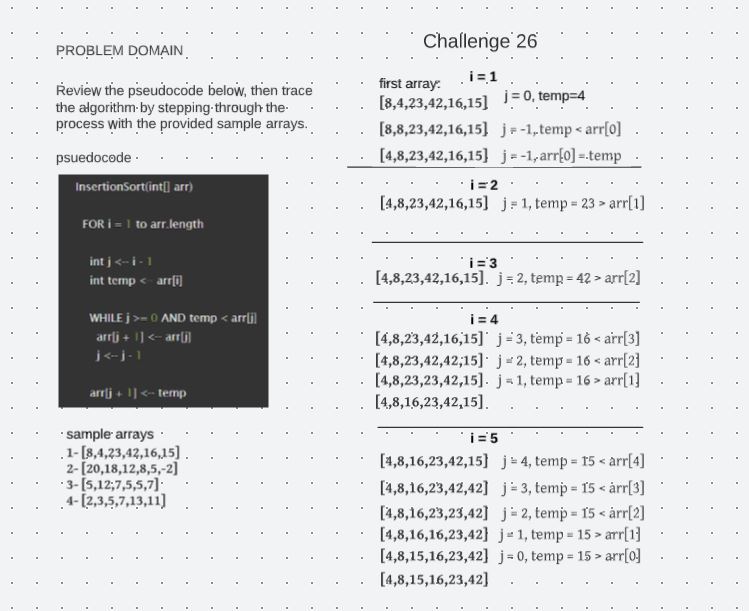 Challenge 26
PROBLEM DOMAIN
Review the pseudocode below, then trace
the algorithm by stepping through the
process with the provided sample arrays.
psuedocode
InsertionSort(int[] arr)
FOR i = 1 to arr.length
int j <-- i - 1
int temp <-- arr[i]
WHILE j >= 0 AND temp < arr[j]
arr[j + 1] <-- arr[j]
j <-- j - 1
arr[j + 1] <-- temp
sample arrays
1- [8,4,23,42,16,15]
2- [20,18,12,8,5,-2]
3- [5,12,7,5,5,7]
4- [2,3,5,7,13,11]
i = 1
first array:
[8,4,23,42,16,15] j = 0, temp=4
[8,8,23,42,16,15] j = -1, temp < arr[0]
[4,8,23,42,16,15] j = -1, arr[0] = temp
i = 2
[4,8,23,42,16,15] j = 1, temp = 23 > arr[1]
i = 3
[4,8,23,42,16,15] j = 2, temp = 42 > arr[2]
i = 4
[4,8,23,42,16,15] j = 3, temp = 16 < arr[3]
[4,8,23,42,42,15] j = 2, temp = 16 < arr[2]
[4,8,23,23,42,15] j = 1, temp = 16 > arr[1]
[4,8,16,23,42,15]
i = 5
[4,8,16,23,42,15] j = 4, temp = 15 < arr[4]
[4,8,16,23,42,42] j = 3, temp = 15 < arr[3]
[4,8,16,23,23,42] j = 2, temp = 15 < arr[2]
[4,8,16,16,23,42] j = 1, temp = 15 > arr[1]
[4,8,15,16,23,42] j = 0, temp = 15 > arr[0]
[4,8,15,16,23,42]